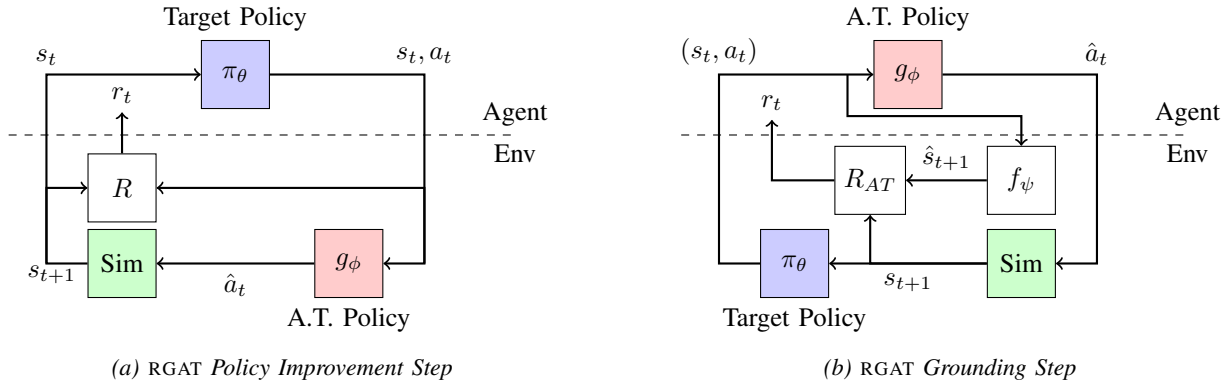 Target Policy
s_t
π_θ
s_t, a_t
r_t
Agent
Env
R
s_{t+1}
Sim
â_t
g_ϕ
A.T. Policy
(a) RGAT Policy Improvement Step
A.T. Policy
(s_t, a_t)
g_ϕ
â_t
r_t
Agent
Env
R_{AT}
ŝ_{t+1}
f_ψ
π_θ
s_{t+1}
Sim
Target Policy
(b) RGAT Grounding Step